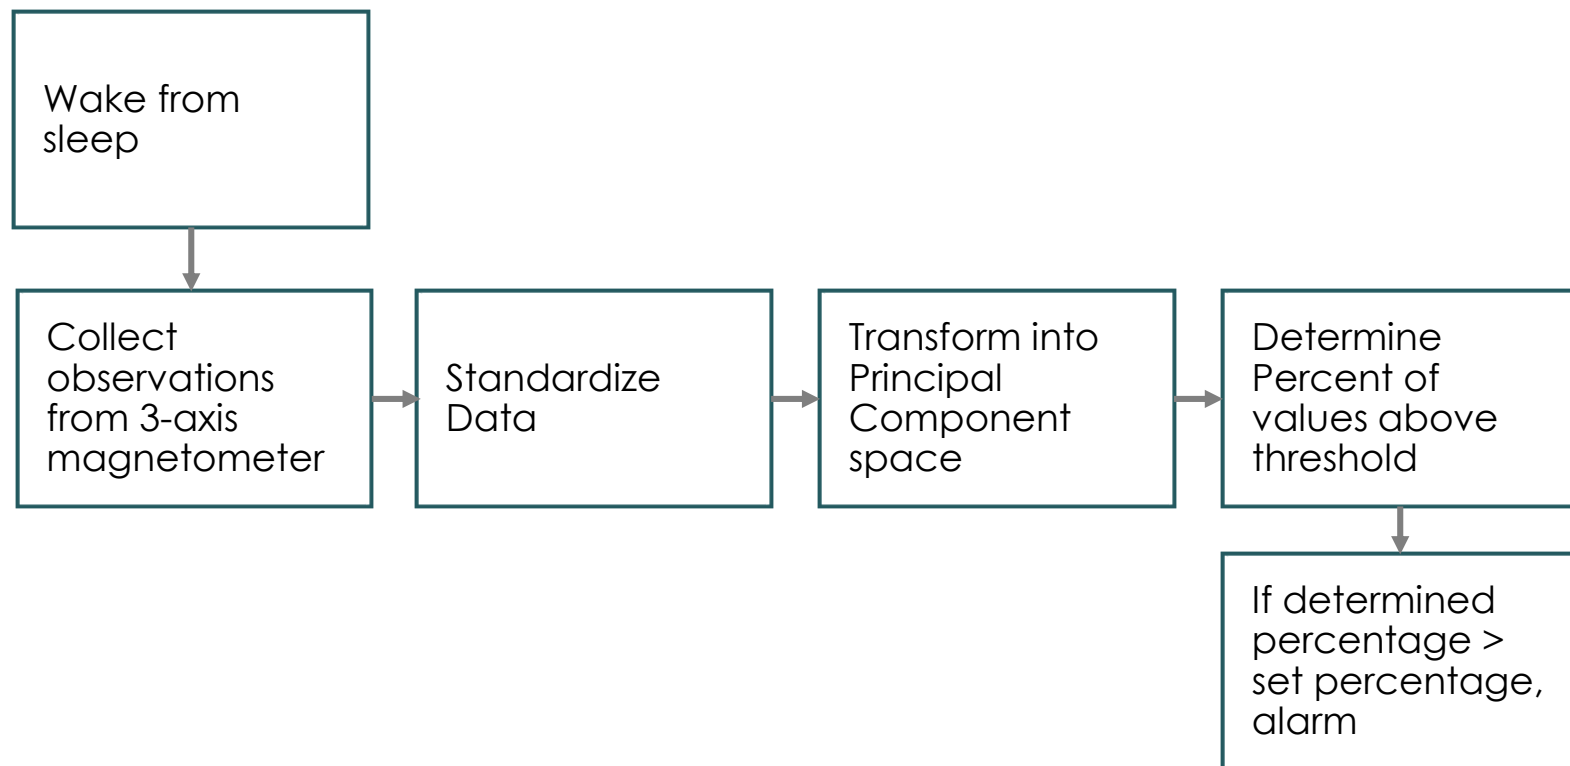 Wake from
sleep
Collect
observations
from 3-axis
magnetometer
Standardize
Data
Transform into
Principal
Component
space
Determine
Percent of
values above
threshold
If determined
percentage >
set percentage,
alarm